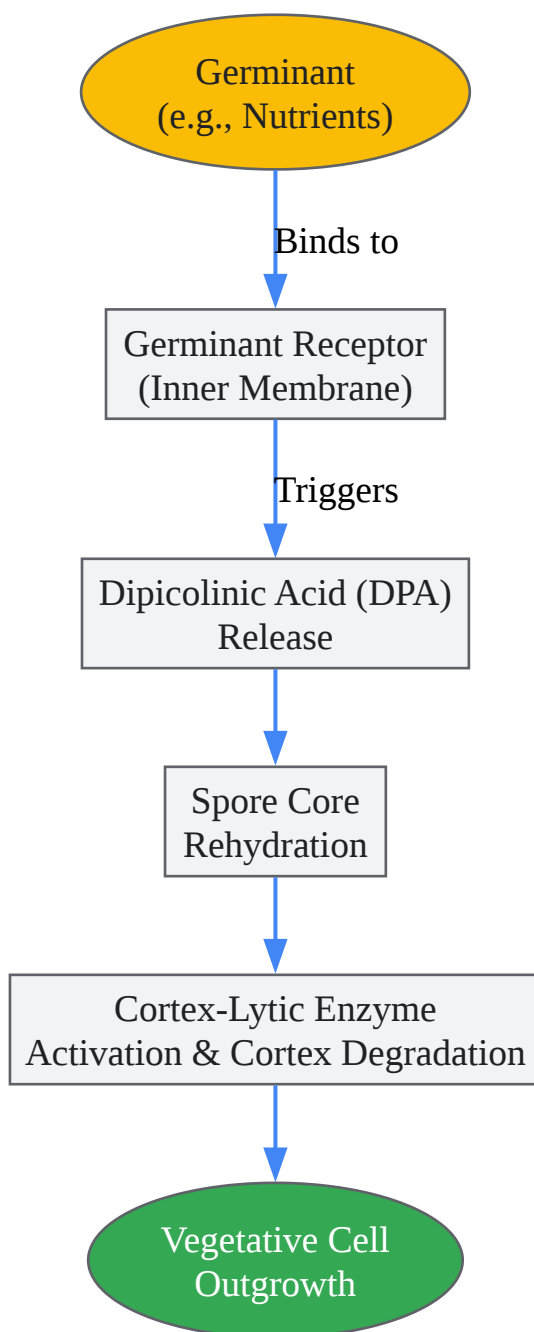 Germinant
(e.g., Nutrients)
Binds to
Germinant Receptor
(Inner Membrane)
Triggers
Dipicolinic Acid (DPA)
Release
Spore Core
Rehydration
Cortex-Lytic Enzyme
Activation & Cortex Degradation
Vegetative Cell
Outgrowth